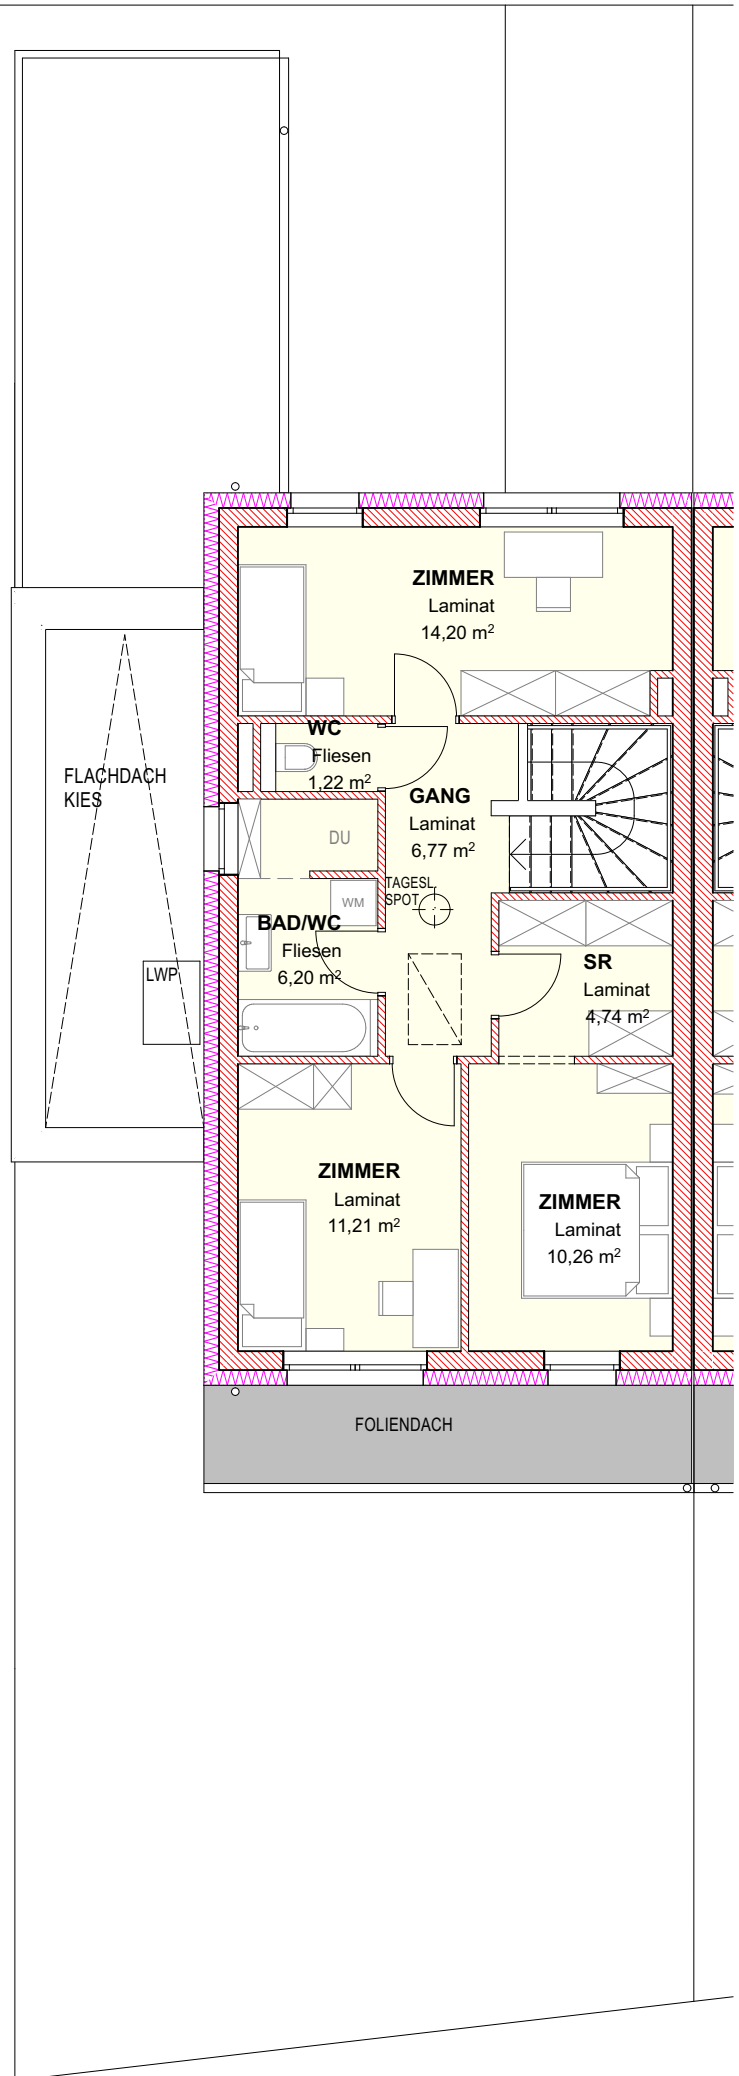 ZIMMER
Laminat
14,20 m²
WC
Fliesen
1,22 m²
FLACHDACH
KIES
GANG
Laminat
6,77 m²
DU
TAGESL.
SPOT
WM
BAD/WC
Fliesen
6,20 m²
LWP
SR
Laminat
4,74 m²
ZIMMER
Laminat
11,21 m²
ZIMMER
Laminat
10,26 m²
FOLIENDACH